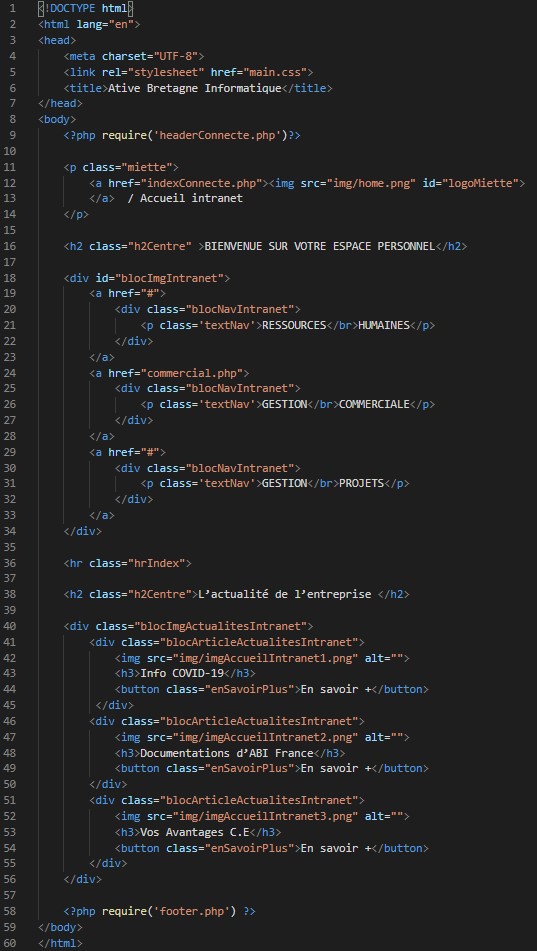 1 <!DOCTYPE html>
2 <html lang="en">
3 <head>
4     <meta charset="UTF-8">
5     <link rel="stylesheet" href="main.css">
6     <title>Ative Bretagne Informatique</title>
7 </head>
8 <body>
9     <?php require('headerConnecte.php')?>
10
11     <p class="miette">
12         <a href="indexConnecte.php"><img src="img/home.png" id="logoMiette">
13         </a>  / Accueil intranet
14     </p>
15
16     <h2 class="h2Centre" >BIENVENUE SUR VOTRE ESPACE PERSONNEL</h2>
17
18     <div id="blocImgIntranet">
19         <a href="#">
20             <div class="blocNavIntranet">
21                 <p class='textNav'>RESSOURCES</br>HUMAINES</p>
22             </div>
23         </a>
24         <a href="commercial.php">
25             <div class="blocNavIntranet">
26                 <p class='textNav'>GESTION</br>COMMERCIALE</p>
27             </div>
28         </a>
29         <a href="#">
30             <div class="blocNavIntranet">
31                 <p class='textNav'>GESTION</br>PROJETS</p>
32             </div>
33         </a>
34     </div>
35
36     <hr class="hrIndex">
37
38     <h2 class="h2Centre">L’actualité de l’entreprise </h2>
39
40     <div class="blocImgActualitesIntranet">
41         <div class="blocArticleActualitesIntranet">
42             <img src="img/imgAccueilIntranet1.png" alt="">
43             <h3>Info COVID-19</h3>
44             <button class="enSavoirPlus">En savoir +</button>
45          </div>
46         <div class="blocArticleActualitesIntranet">
47             <img src="img/imgAccueilIntranet2.png" alt="">
48             <h3>Documentations d’ABI France</h3>
49             <button class="enSavoirPlus">En savoir +</button>
50         </div>
51         <div class="blocArticleActualitesIntranet">
52             <img src="img/imgAccueilIntranet3.png" alt="">
53             <h3>Vos Avantages C.E</h3>
54             <button class="enSavoirPlus">En savoir +</button>
55         </div>
56     </div>
57
58     <?php require('footer.php') ?>
59 </body>
60 </html>